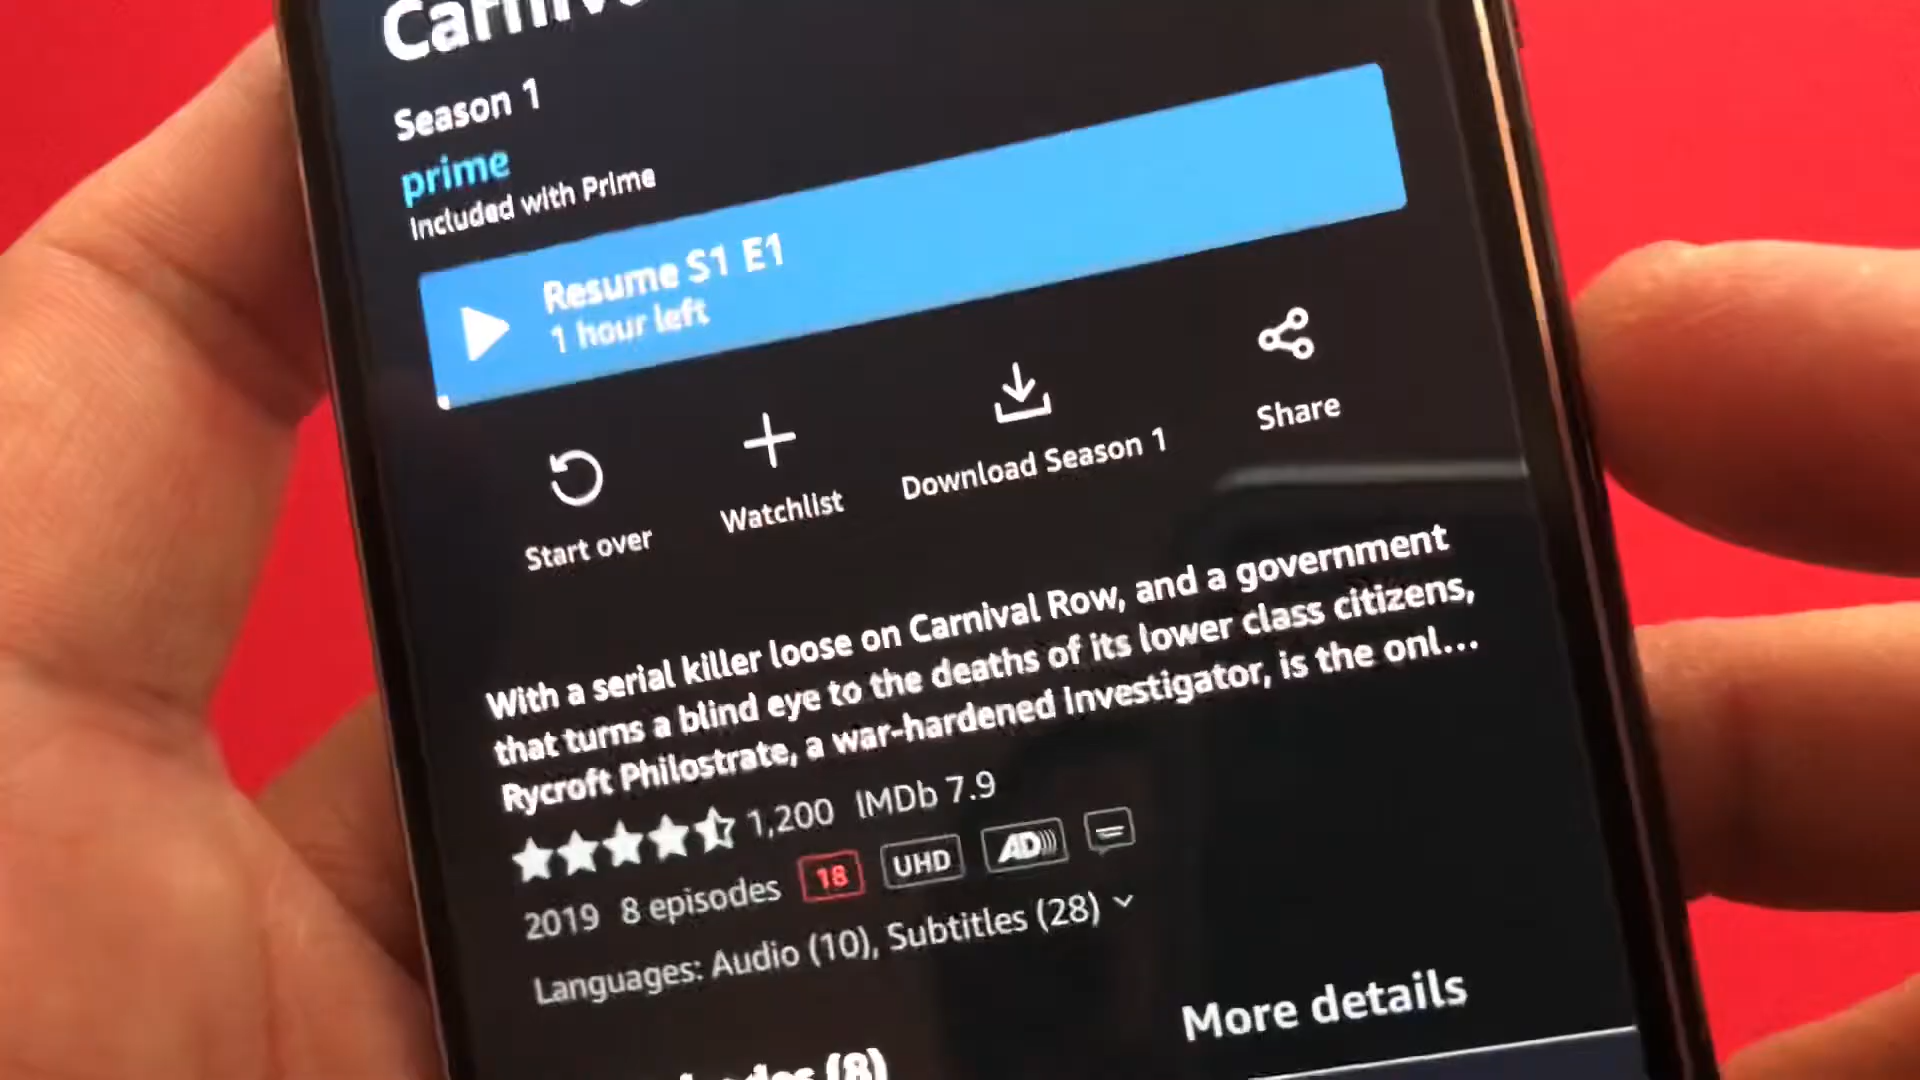 Season 1
prime
Included with Prime
Resume S1 E1
1 hour left
Start over
Watchlist
Download Season 1
Share
With a serial killer loose on Carnival Row, and a government
that turns a blind eye to the deaths of its lower class citizens,
Rycroft Philostrate, a war-hardened investigator, is the onl...
1,200 IMDb 7.9
2019 8 episodes 18 UHD AD)))
Languages: Audio (10), Subtitles (28)
More details
(8)